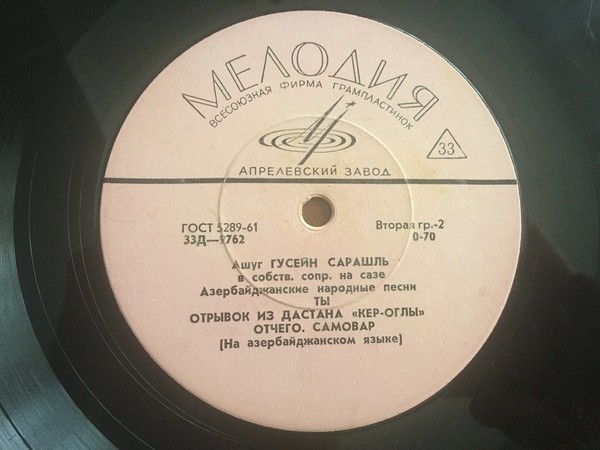 МЕЛОДИЯ
ВСЕСОЮЗНАЯ ФИРМА ГРАМПЛАСТИНОК
33
АПРЕЛЕВСКИЙ ЗАВОД
ГОСТ 5289-61 Вторая гр.-2
33Д—9762 0-70
Ашуг ГУСЕЙН САРАШЛЬ
в собств. сопр. на сазе
Азербайджанские народные песни
ТЫ
ОТРЫВОК ИЗ ДАСТАНА «КЕР-ОГЛЫ»
ОТЧЕГО. САМОВАР
(На азербайджанском языке)